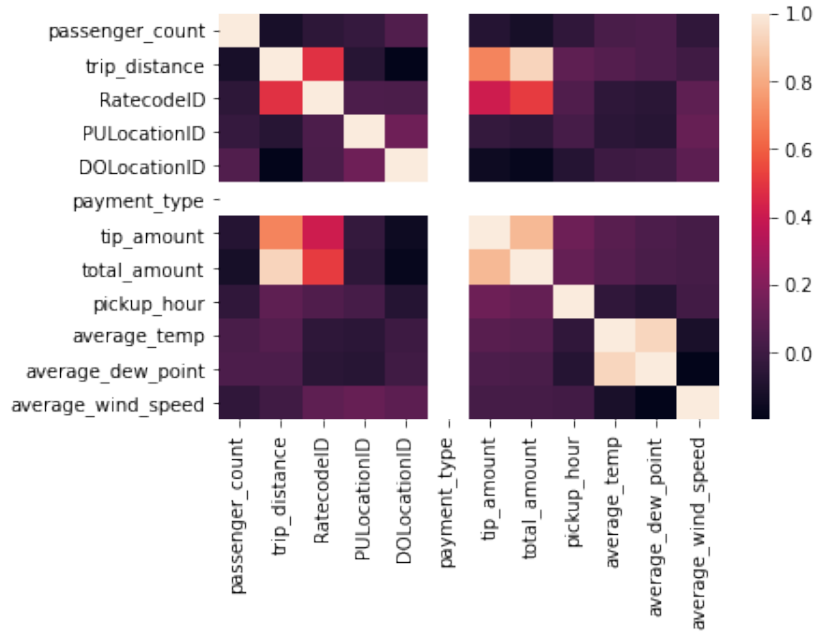 passenger_count
trip_distance
RatecodeID
PULocationID
DOLocationID
payment_type
tip_amount
total_amount
pickup_hour
average_temp
average_dew_point
average_wind_speed
passenger_count
trip_distance
RatecodeID
PULocationID
DOLocationID
payment_type
tip_amount
total_amount
pickup_hour
average_temp
average_dew_point
average_wind_speed
1.0
0.8
0.6
0.4
0.2
0.0